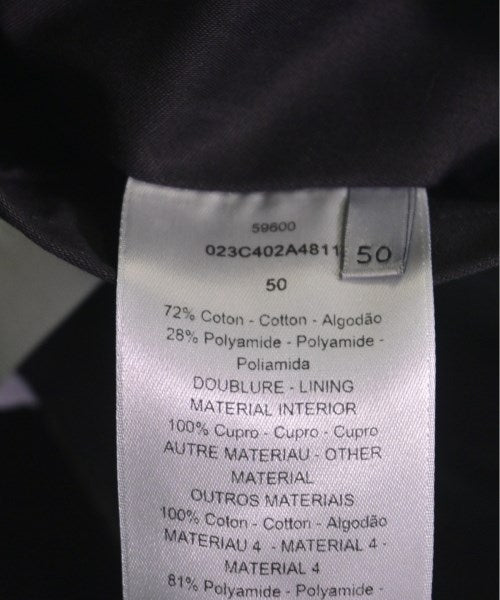 59600
023C402A4811
50
50
72% Coton - Cotton - Algodão
28% Polyamide - Polyamide -
Poliamida
DOUBLURE - LINING
MATERIAL INTERIOR
100% Cupro - Cupro - Cupro
AUTRE MATERIAU - OTHER
MATERIAL
OUTROS MATERIAIS
100% Coton - Cotton - Algodão
MATERIAU 4 - MATERIAL 4 -
MATERIAL 4
81% Polyamide - Polyamide -